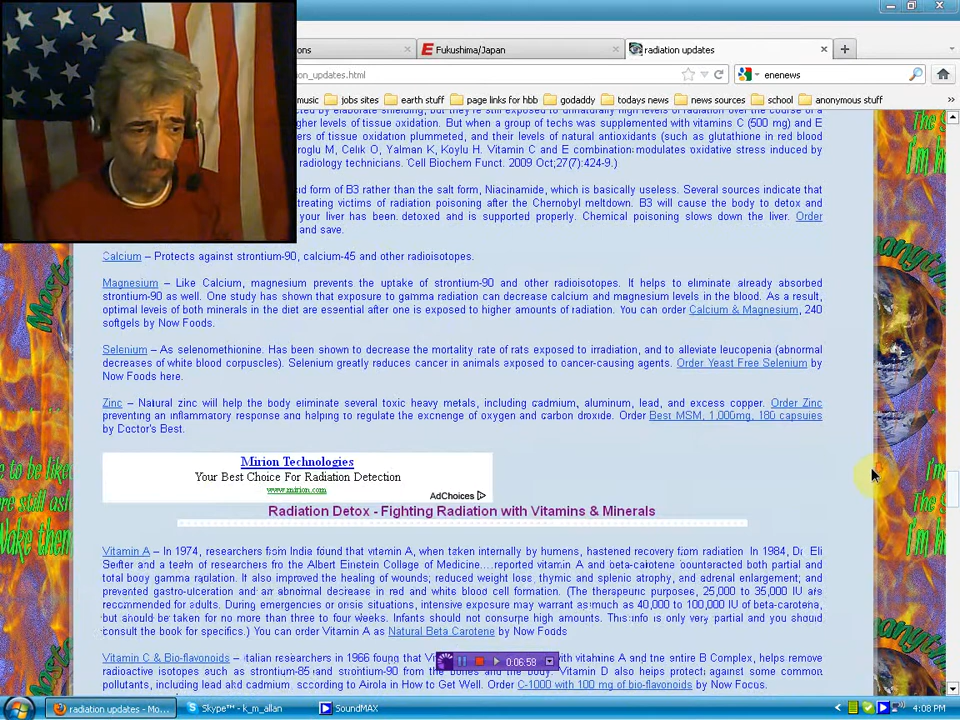 ons
Fukushima/Japan
radiation updates
on_updates.html
enenews
music
jobs sites
earth stuff
page links for hbb
godaddy
todays news
news sources
school
anonymous stuff
gher levels of tissue oxidation. But when a group of techs was supplemented with vitamins C (500 mg) and E
ers of tissue oxidation plummeted, and their levels of natural antioxidants (such as glutathione in red blood
oglu M, Celik O, Yalman K, Koylu H. Vitamin C and E combination modulates oxidative stress induced by
radiology technicians. Cell Biochem Funct. 2009 Oct;27(7):424-9.)
id form of B3 rather than the salt form, Niacinamide, which is basically useless. Several sources indicate that
treating victims of radiation poisoning after the Chernobyl meltdown. B3 will cause the body to detox and
your liver has been detoxed and is supported properly. Chemical poisoning slows down the liver. Order
and save.
Calcium – Protects against strontium-90, calcium-45 and other radioisotopes.
Magnesium – Like Calcium, magnesium prevents the uptake of strontium-90 and other radioisotopes. It helps to eliminate already absorbed
strontium-90 as well. One study has shown that exposure to gamma radiation can decrease calcium and magnesium levels in the blood. As a result,
optimal levels of both minerals in the diet are essential after one is exposed to higher amounts of radiation. You can order Calcium & Magnesium, 240
softgels by Now Foods.
Selenium – As selenomethionine. Has been shown to decrease the mortality rate of rats exposed to irradiation, and to alleviate leucopenia (abnormal
decreases of white blood corpuscles). Selenium greatly reduces cancer in animals exposed to cancer-causing agents. Order Yeast Free Selenium by
Now Foods here.
Zinc – Natural zinc will help the body eliminate several toxic heavy metals, including cadmium, aluminum, lead, and excess copper. Order Zinc
preventing an inflammatory response and helping to regulate the exchange of oxygen and carbon dioxide. Order Best MSM, 1,000mg, 180 capsules
by Doctor's Best.
Mirion Technologies
Your Best Choice For Radiation Detection
www.mirion.com
AdChoices
Radiation Detox - Fighting Radiation with Vitamins & Minerals
Vitamin A – In 1974, researchers from India found that vitamin A, when taken internally by humens, hastened recovery from radiation. In 1984, Dr. Eli
Seifter and a team of researchers fro the Albert Einstein College of Medicine....reported vitamin A and beta-carotene counteracted both partial and
total body gamma radiation. It also improved the healing of wounds; reduced weight loss, thymic and splenic atrophy, and adrenal enlargement; and
prevented gastro-ulceration and an abnormal decrease in red and white blood cell formation. (The therapeutic purposes, 25,000 to 35,000 IU are
recommended for adults. During emergencies or crisis situations, intensive exposure may warrant as much as 40,000 to 100,000 IU of beta-carotene,
but should be taken for no more than three to four weeks. Infants should not consume high amounts. This info is only very partial and you should
consult the book for specifics.) You can order Vitamin A as Natural Beta Carotene by Now Foods
Vitamin C & Bio-flavonoids – Italian researchers in 1966 found that with vitamins A and the entire B Complex, helps remove
radioactive isotopes such as strontium-85 and strontium-90 from the bones and the body. Vitamin D also helps protect against some common
pollutants, including lead and cadmium, according to Airola in How to Get Well. Order C-1000 with 100 mg of bio-flavonoids by Now Focus.
0:06:58
radiation updates - Mo...
Skype™ - k_m_allan
SoundMAX
4:08 PM